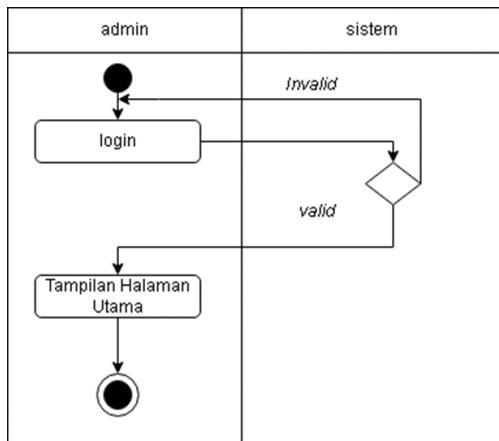 admin
sistem
Invalid
login
valid
Tampilan Halaman
Utama